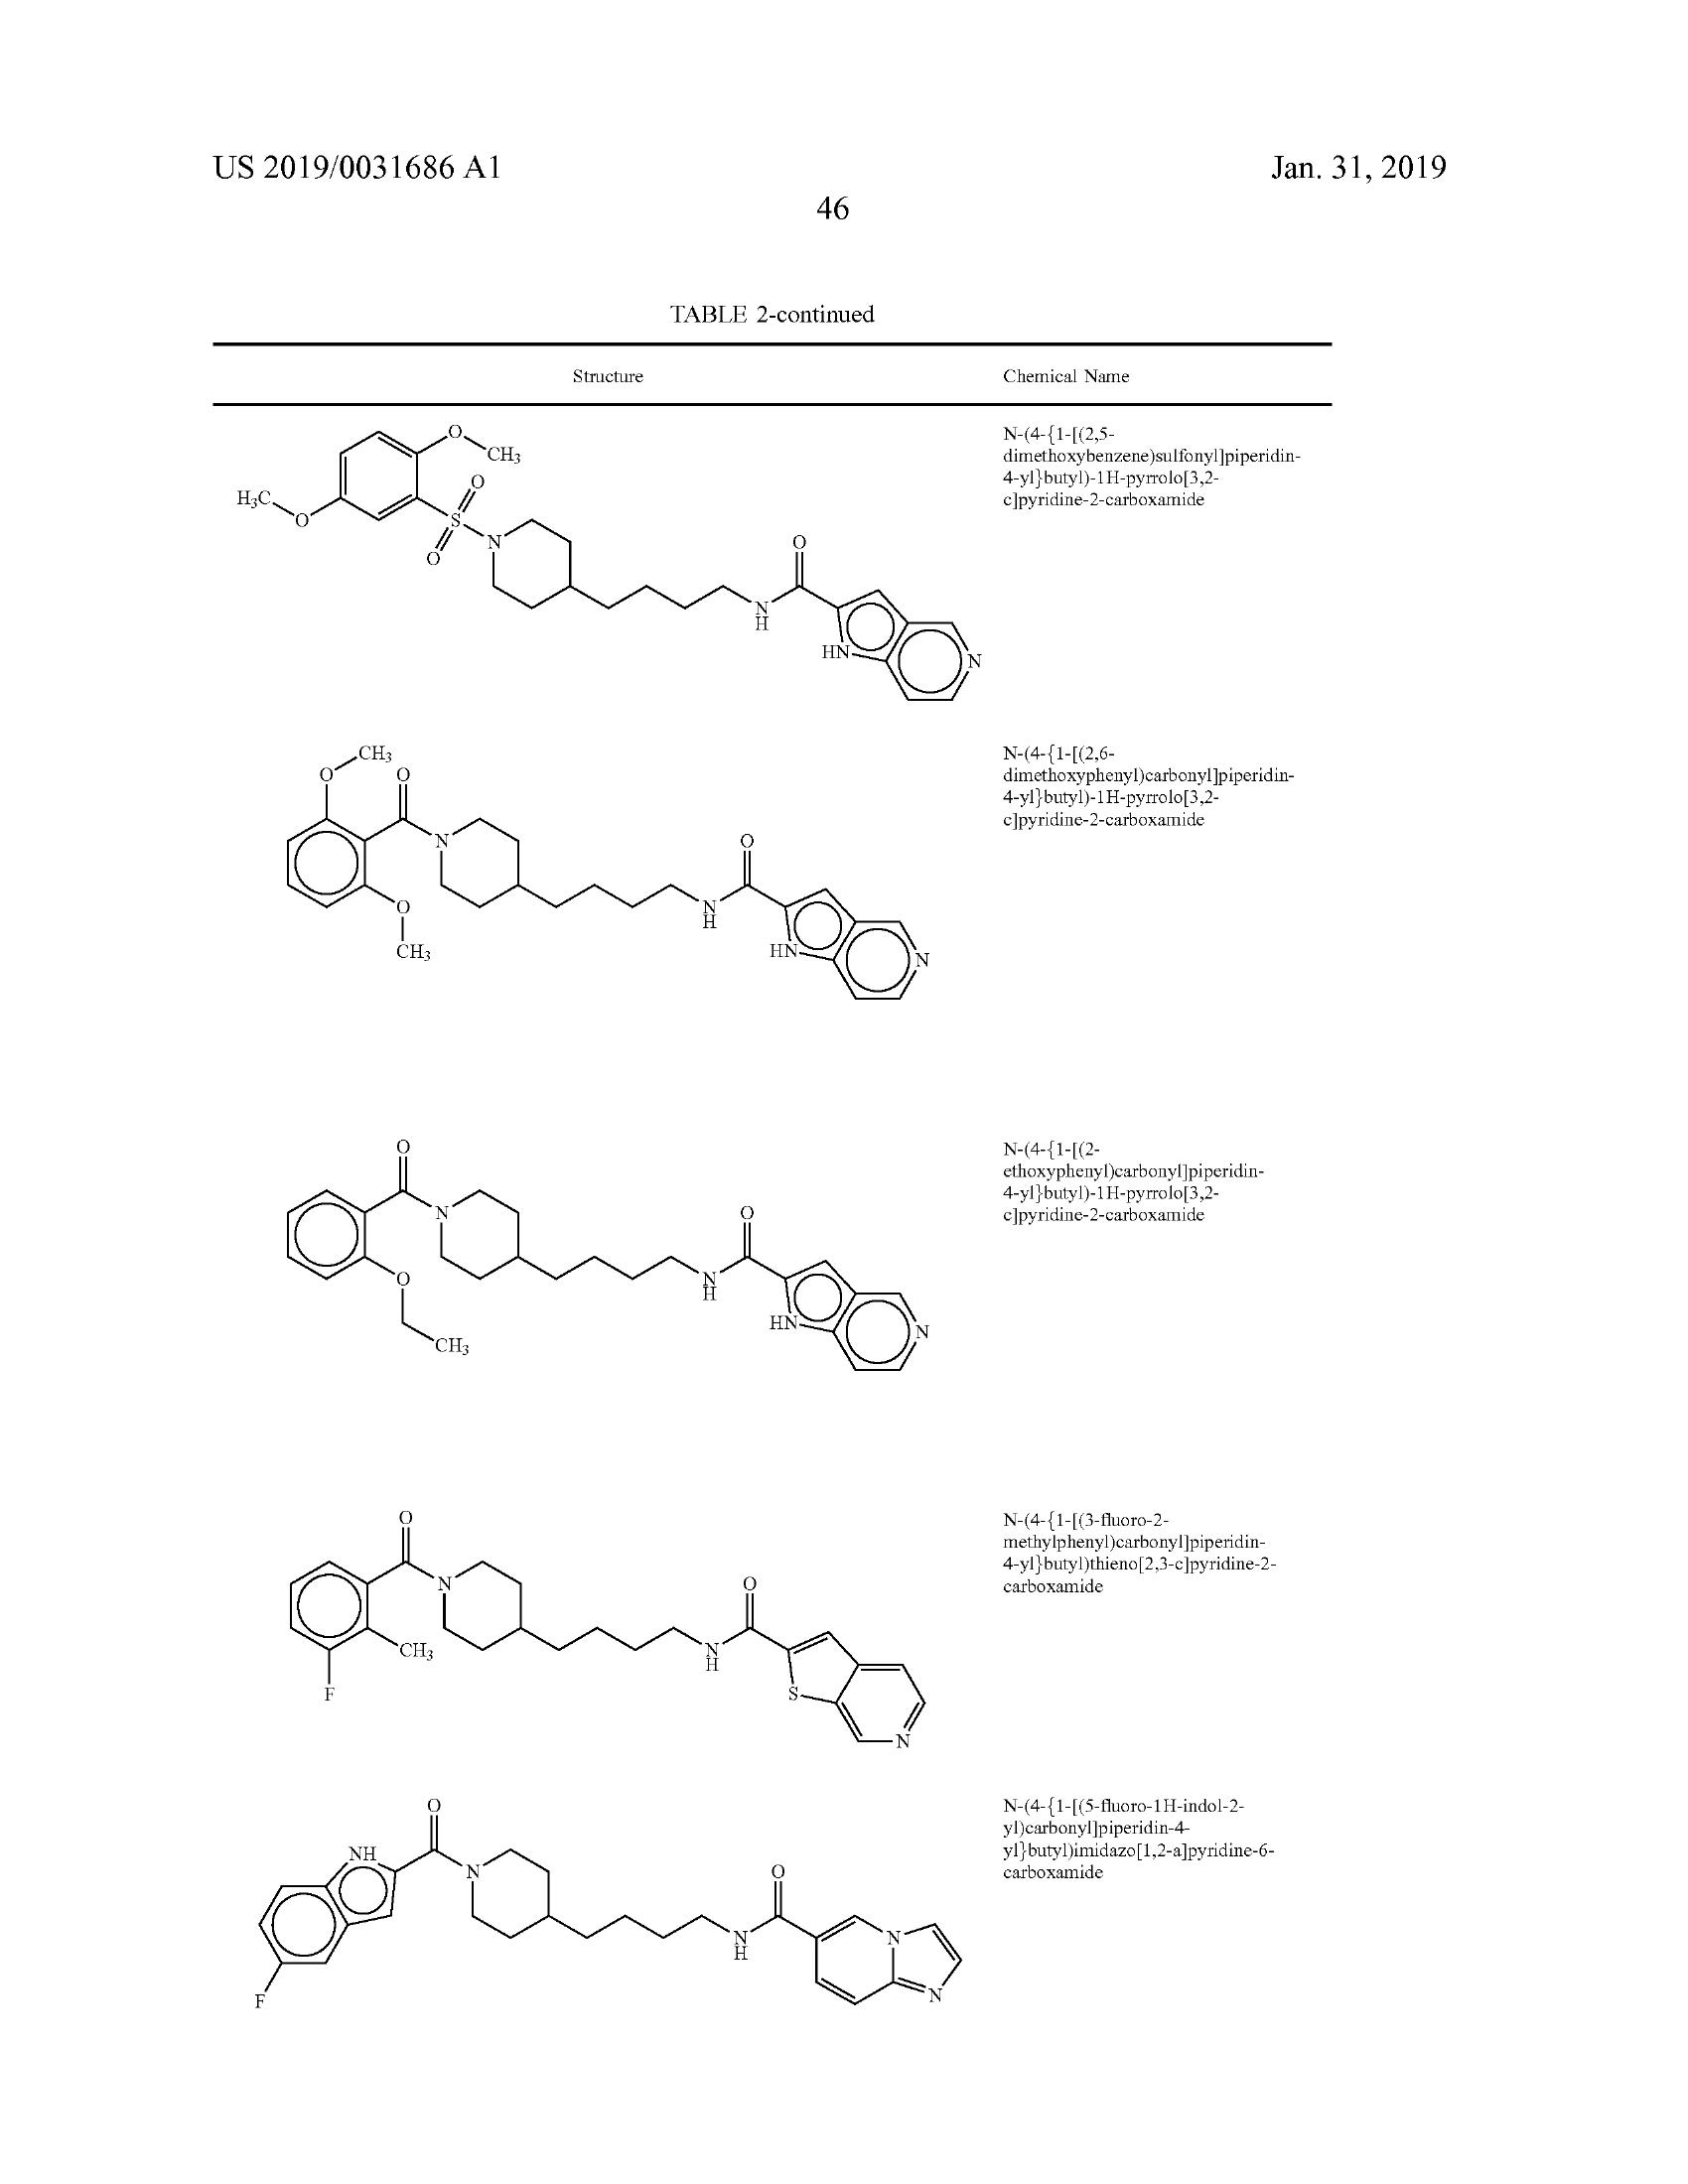 US 2019/0031686 A1
Jan. 31, 2019
46
TABLE 2-continued
Structure
Chemical Name
N-(4-{1-[(2,5-
dimethoxybenzene)sulfonyl]piperidin-
4-yl}butyl)-1H-pyrrolo[3,2-
c]pyridine-2-carboxamide
O
CH3
O
H3C
O
S
O
N
O
N
H
HN
N
N-(4-{1-[(2,6-
dimethoxyphenyl)carbonyl]piperidin-
4-yl}butyl)-1H-pyrrolo[3,2-
c]pyridine-2-carboxamide
CH3
O
O
N
O
O
N
H
CH3
HN
N
N-(4-{1-[(2-
ethoxyphenyl)carbonyl]piperidin-
4-yl}butyl)-1H-pyrrolo[3,2-
c]pyridine-2-carboxamide
O
N
O
O
N
H
HN
N
CH3
N-(4-{1-[(3-fluoro-2-
methylphenyl)carbonyl]piperidin-
4-yl}butyl)thieno[2,3-c]pyridine-2-
carboxamide
O
N
O
CH3
N
H
F
S
N
N-(4-{1-[(5-fluoro-1H-indol-2-
yl)carbonyl]piperidin-4-
yl}butyl)imidazo[1,2-a]pyridine-6-
carboxamide
O
NH
N
O
N
H
N
F
N